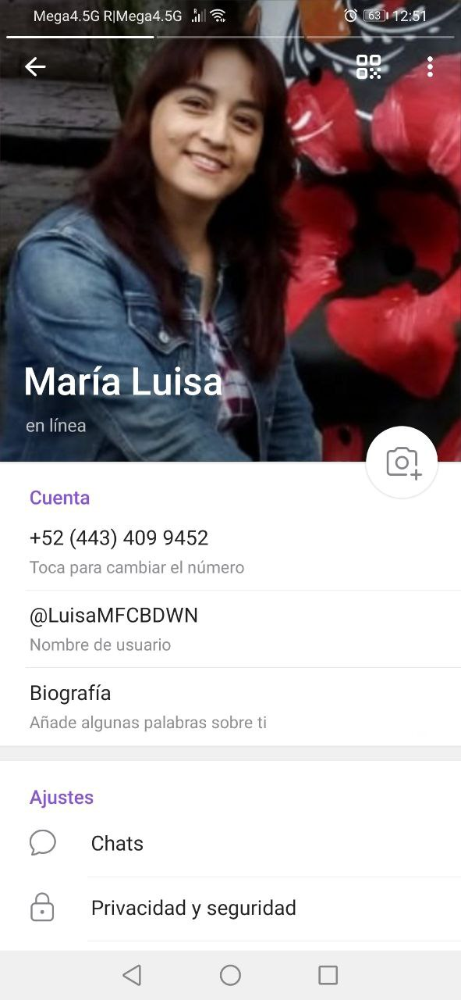 Mega4.5G R|Mega4.5G R 63 12:51
María Luisa
en línea
Cuenta
+52 (443) 409 9452
Toca para cambiar el número
@LuisaMFCBDWN
Nombre de usuario
Biografía
Añade algunas palabras sobre ti
Ajustes
Chats
Privacidad y seguridad